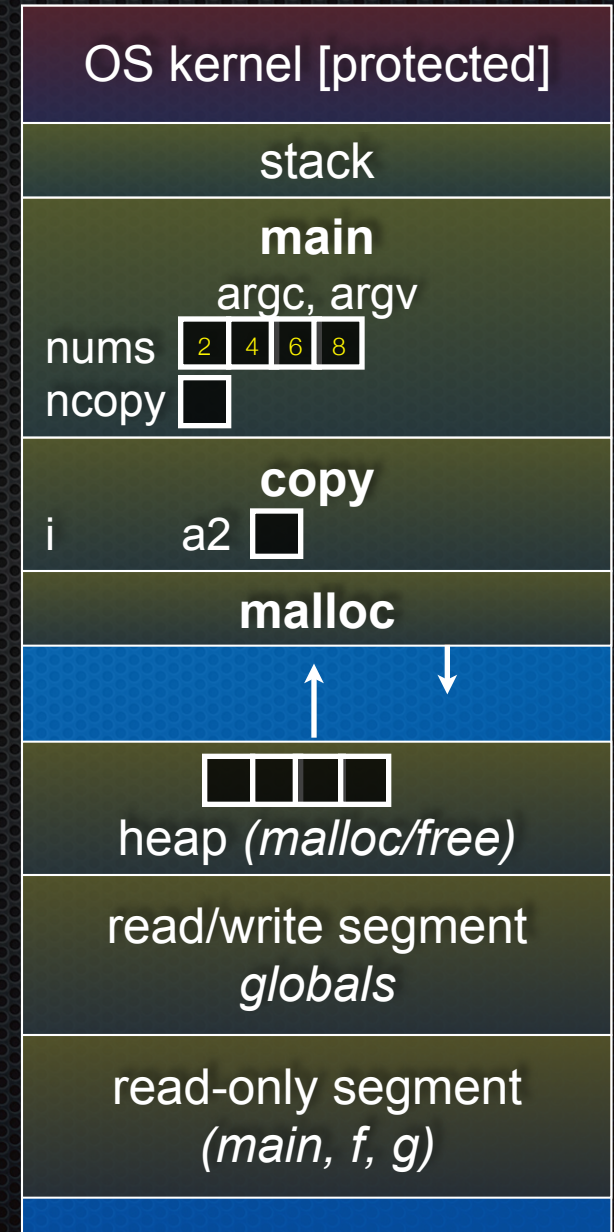 OS kernel [protected]
stack
main
argc, argv
nums 2 4 6 8
ncopy
copy
i a2
malloc
heap (malloc/free)
read/write segment
globals
read-only segment
(main, f, g)